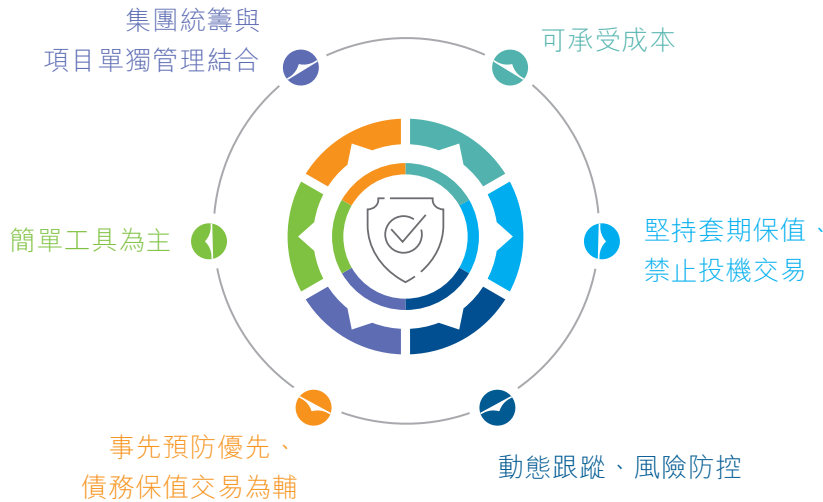 集團統籌與
項目單獨管理結合
可承受成本
簡單工具為主
堅持套期保值、
禁止投機交易
事先預防優先、
債務保值交易為輔
動態跟蹤、風險防控